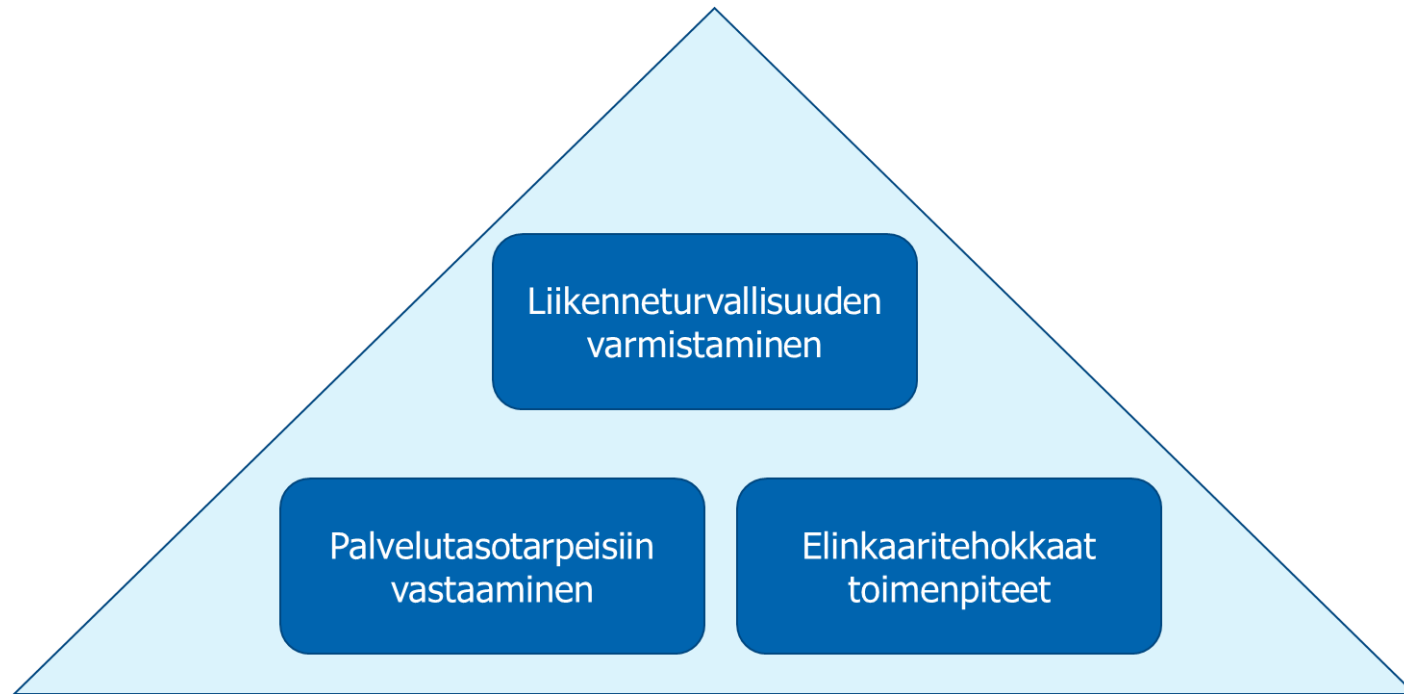 Liikenneturvallisuuden
varmistaminen
Palvelutasotarpeisiin
vastaaminen
Elinkaaritehokkaat
toimenpiteet